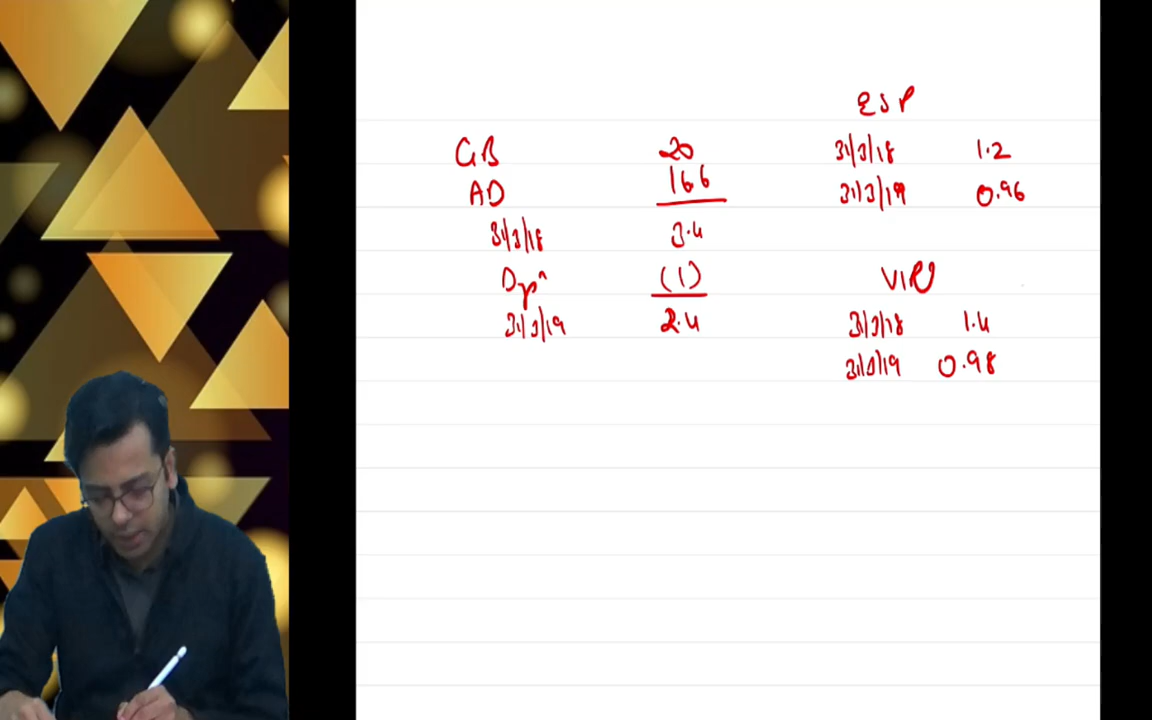 GB 20
AD 166
31/3/18 3.4
Dpn (1)
31/3/19 2.4
ESP
31/3/18 1.2
31/3/19 0.96
VIU
31/3/18 1.4
31/3/19 0.98